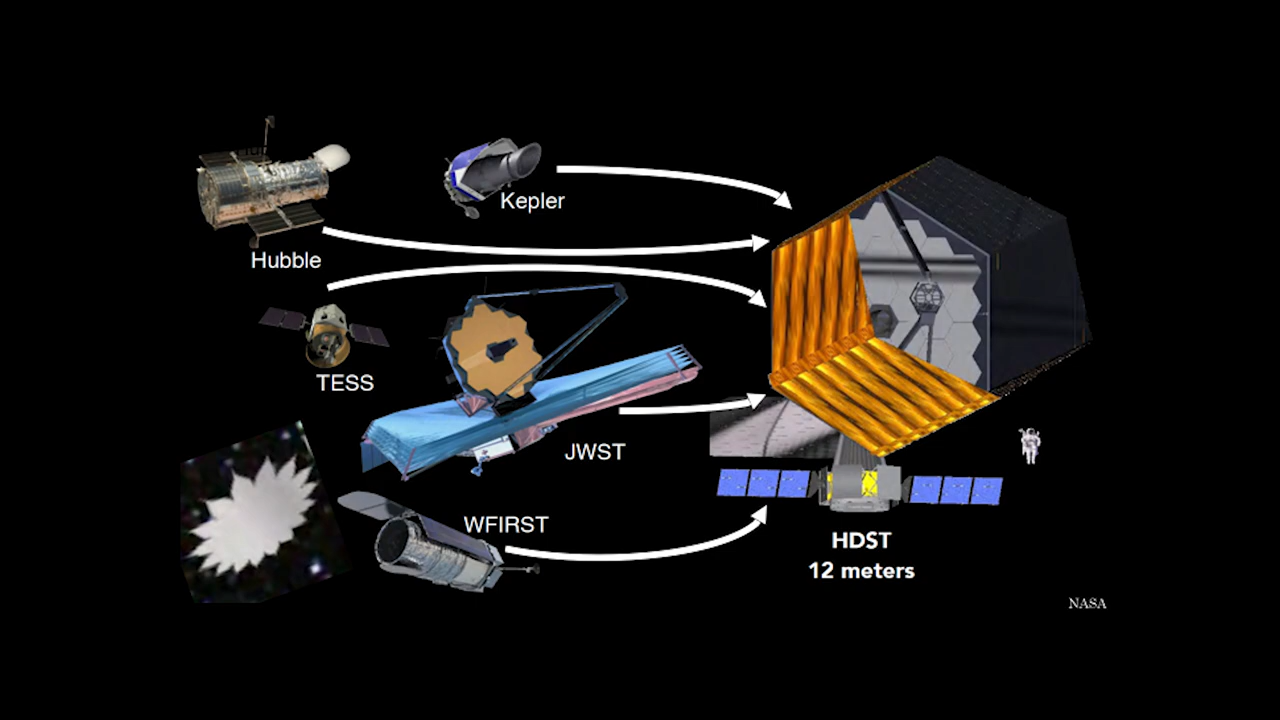 Kepler
Hubble
TESS
JWST
WFIRST
HDST
12 meters
NASA